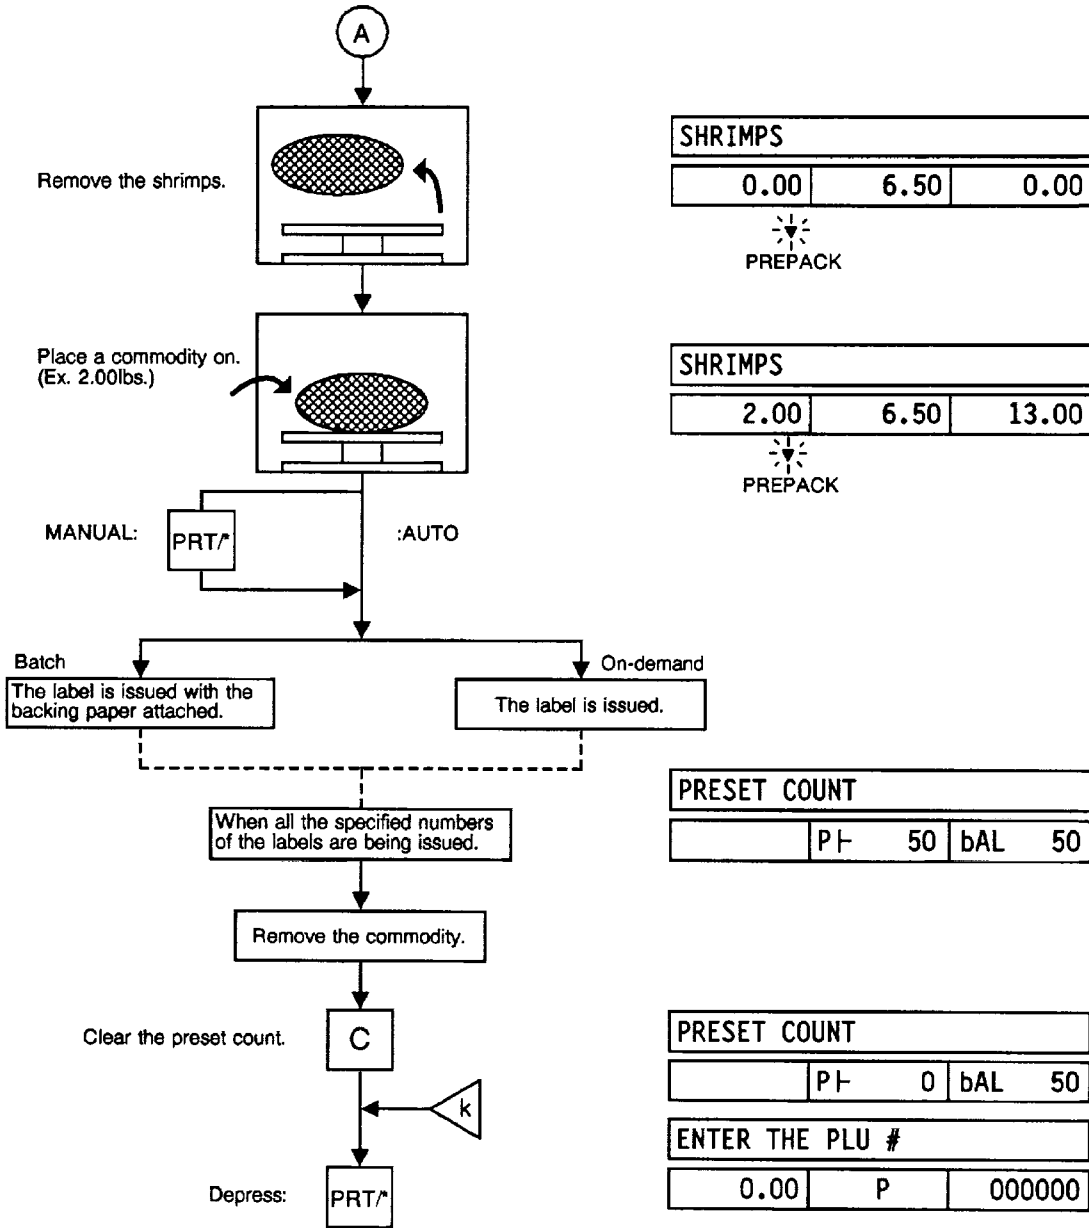 A
Remove the shrimps.
SHRIMPS
0.00 6.50 0.00
PREPACK
Place a commodity on.
(Ex. 2.00lbs.)
SHRIMPS
2.00 6.50 13.00
PREPACK
MANUAL: PRT/* :AUTO
Batch
The label is issued with the
backing paper attached.
On-demand
The label is issued.
When all the specified numbers
of the labels are being issued.
PRESET COUNT
P⊢ 50 bAL 50
Remove the commodity.
Clear the preset count. C
PRESET COUNT
P⊢ 0 bAL 50
k
ENTER THE PLU #
0.00 P 000000
Depress: PRT/*